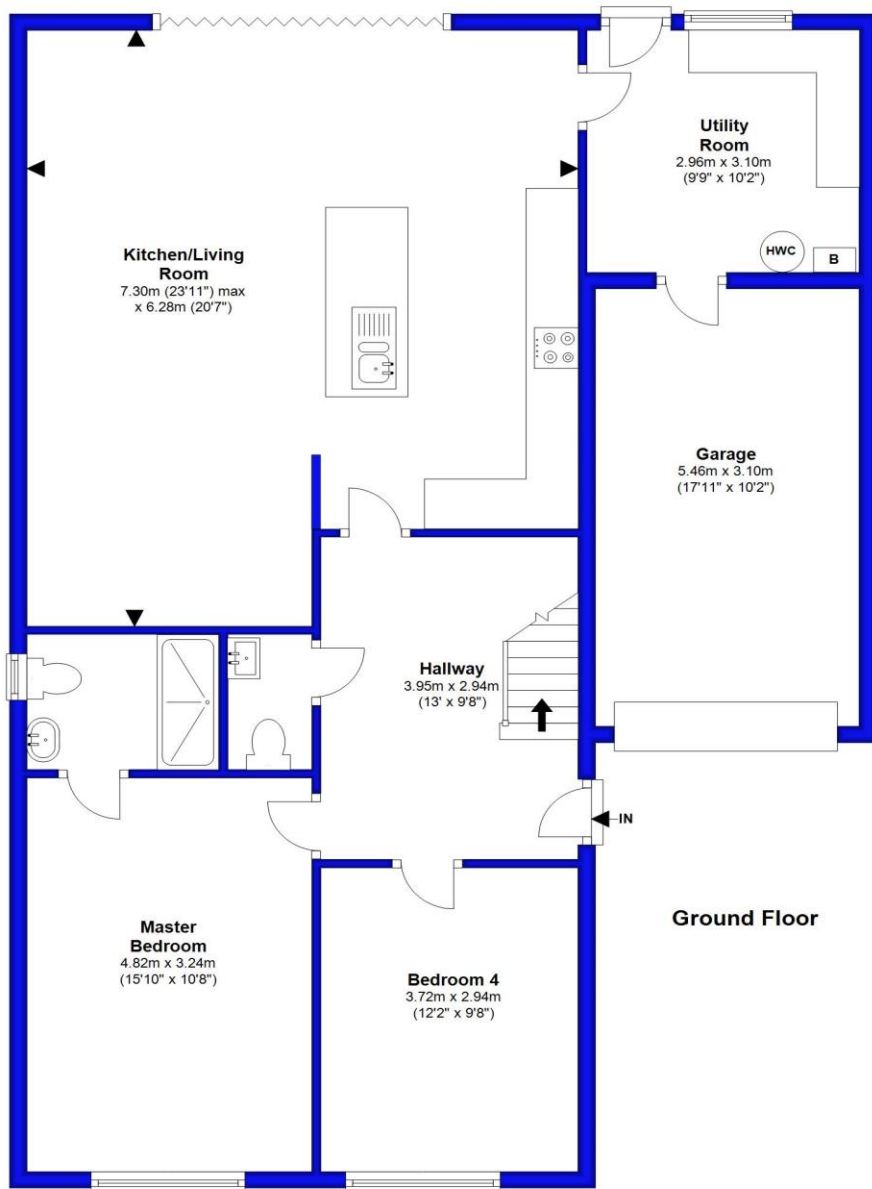 Utility
Room
2.96m x 3.10m
(9'9" x 10'2")
HWC
B
Kitchen/Living
Room
7.30m (23'11") max
x 6.28m (20'7")
Garage
5.46m x 3.10m
(17'11" x 10'2")
Hallway
3.95m x 2.94m
(13' x 9'8")
IN
Ground Floor
Master
Bedroom
4.82m x 3.24m
(15'10" x 10'8")
Bedroom 4
3.72m x 2.94m
(12'2" x 9'8")